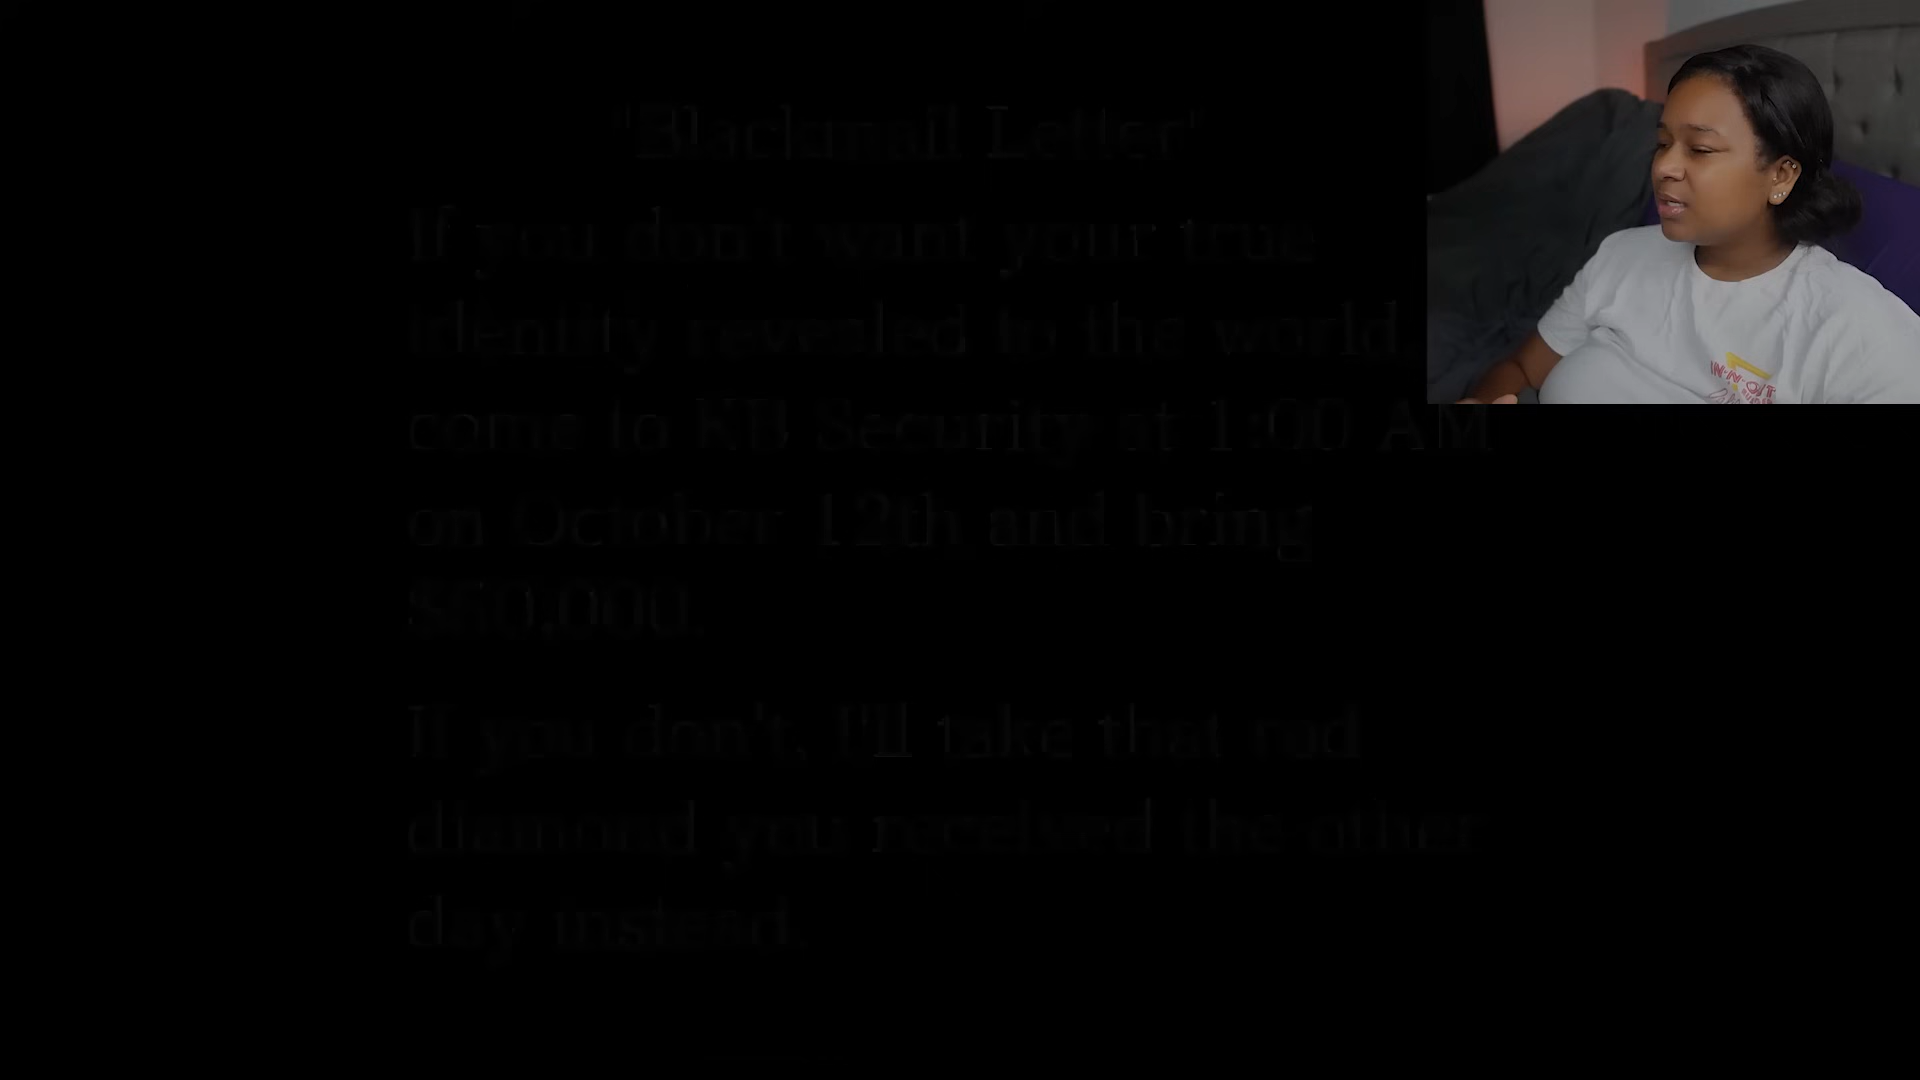 "Blackmail Letter"
If you don't want your true
identity revealed to the world,
come to KB Security at 1:00 AM
on October 12th and bring
$50,000.
If you don't, I'll take that red
diamond you received the other
day instead.
IN-N-OUT